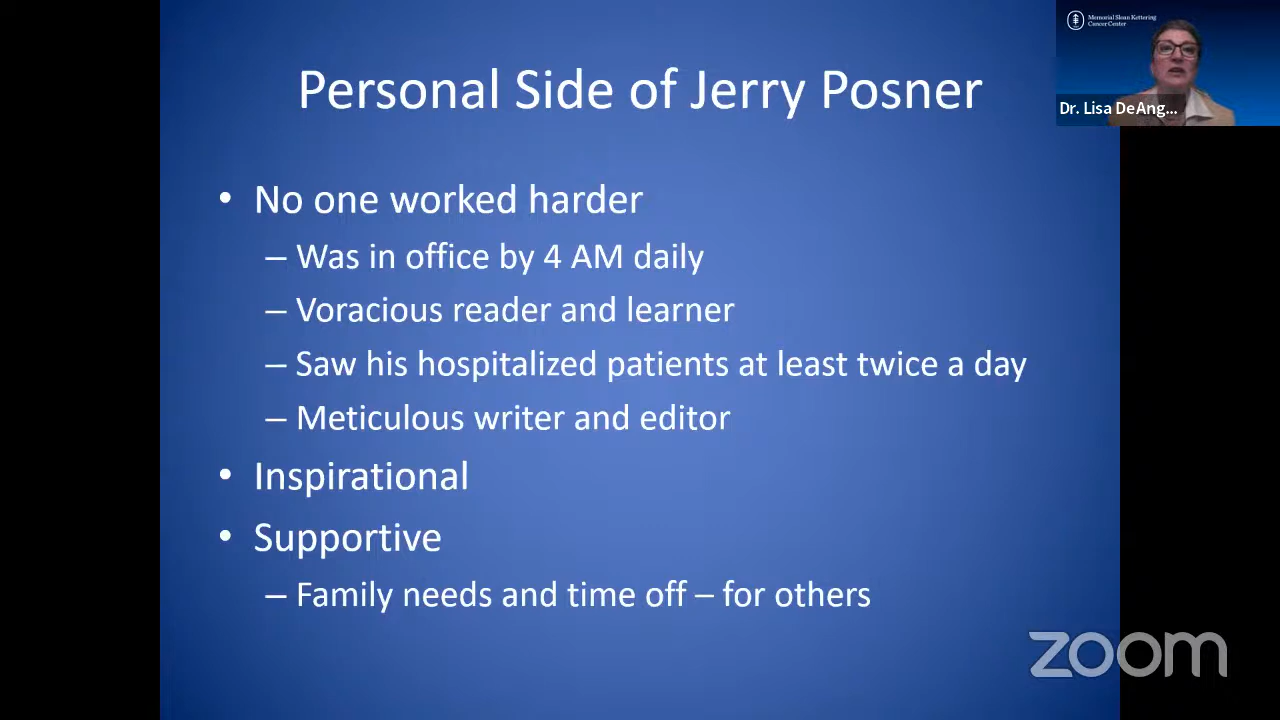 Personal Side of Jerry Posner
Memorial Sloan Kettering
Cancer Center
Dr. Lisa DeAng...
• No one worked harder
– Was in office by 4 AM daily
– Voracious reader and learner
– Saw his hospitalized patients at least twice a day
– Meticulous writer and editor
• Inspirational
• Supportive
– Family needs and time off – for others
zoom